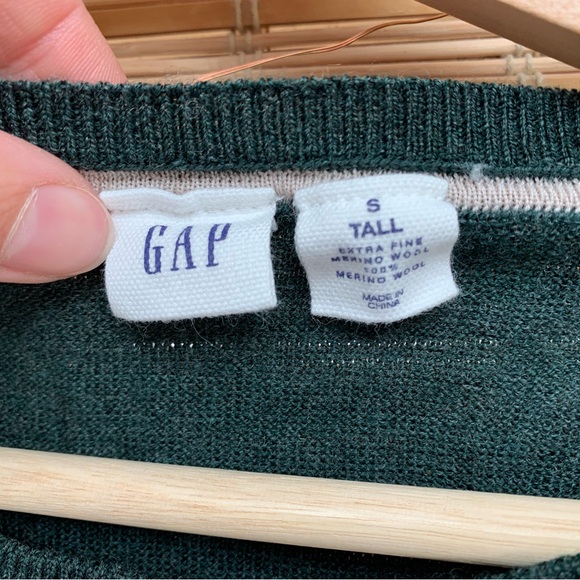 GAP
S
TALL
EXTRA FINE
MERINO WOOL
100%
MERINO WOOL
MADE IN
CHINA